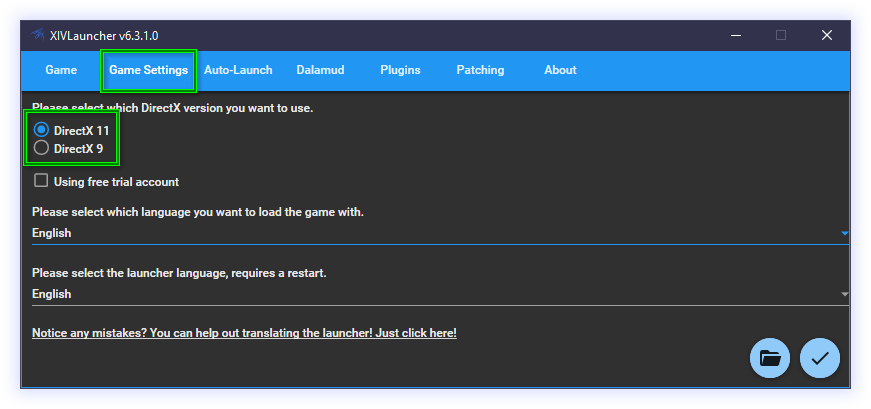 XIVLauncher v6.3.1.0
Game Game Settings Auto-Launch Dalamud Plugins Patching About
Please select which DirectX version you want to use.
DirectX 11
DirectX 9
Using free trial account
Please select which language you want to load the game with.
English
Please select the launcher language, requires a restart.
English
Notice any mistakes? You can help out translating the launcher! Just click here!